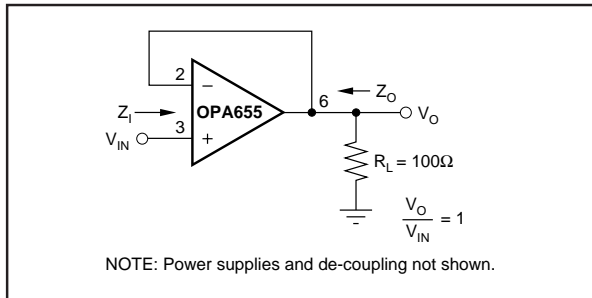 2
−
OPA655
6
Z_O
Z_I
V_IN
3
+
V_O
R_L = 100Ω
V_O
V_IN
= 1
NOTE: Power supplies and de-coupling not shown.